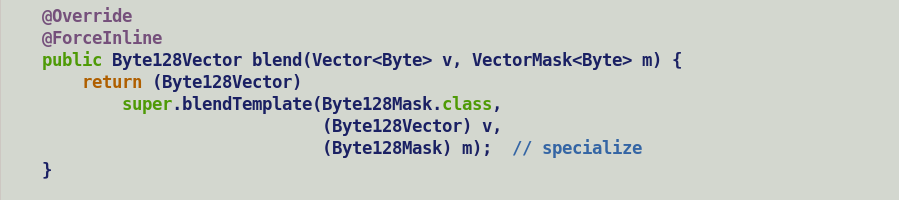 @Override
@ForceInline
public Byte128Vector blend(Vector<Byte> v, VectorMask<Byte> m) {
    return (Byte128Vector)
        super.blendTemplate(Byte128Mask.class,
                            (Byte128Vector) v,
                            (Byte128Mask) m);  // specialize
}